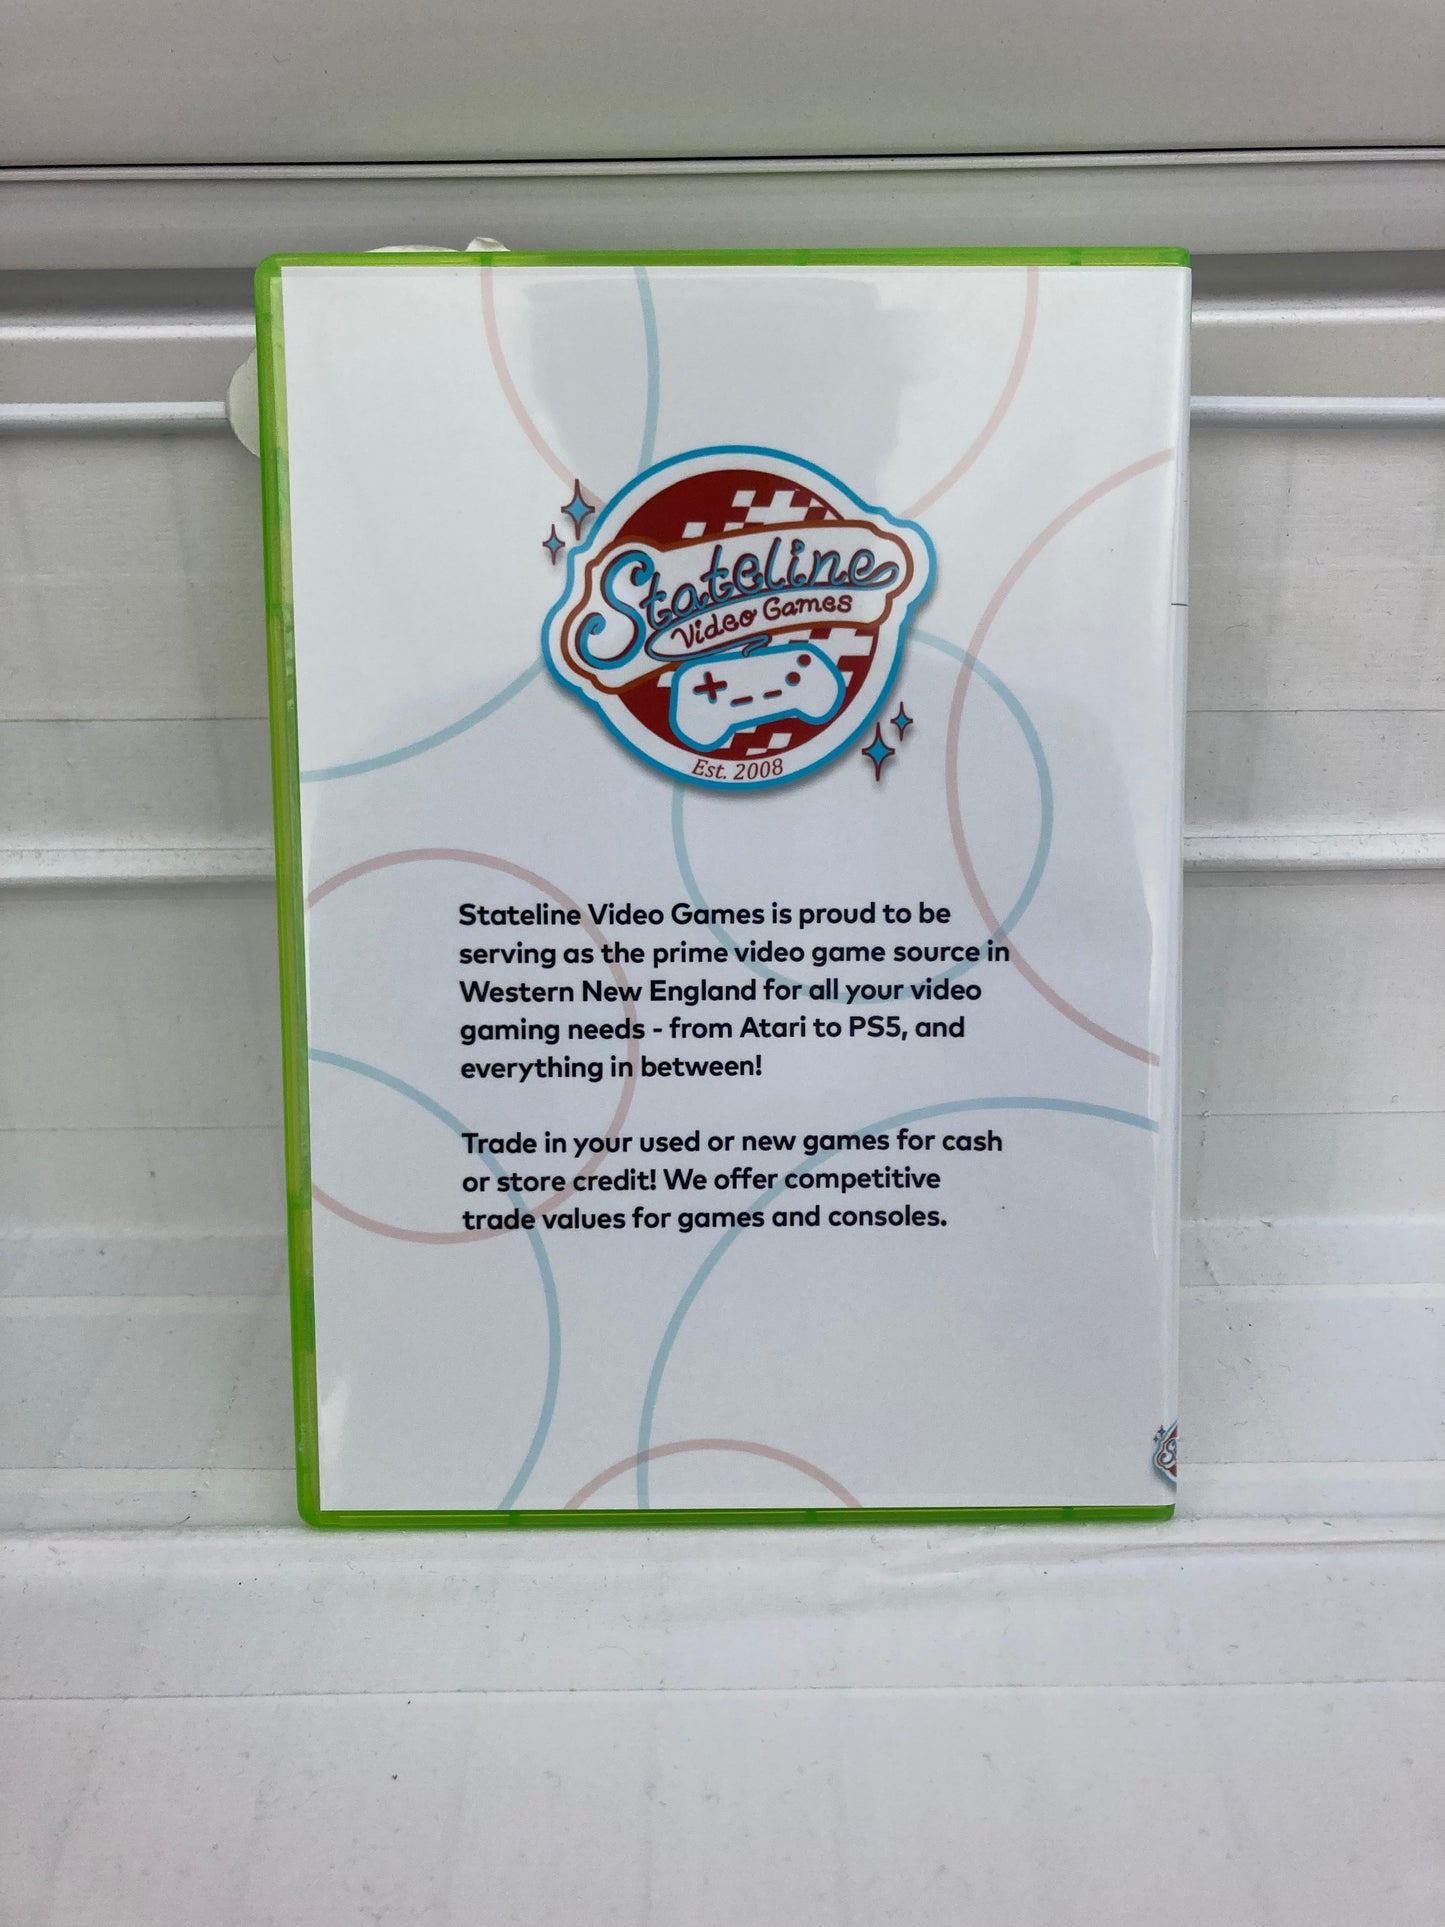 Stateline
Video Games
Est. 2008
Stateline Video Games is proud to be
serving as the prime video game source in
Western New England for all your video
gaming needs - from Atari to PS5, and
everything in between!
Trade in your used or new games for cash
or store credit! We offer competitive
trade values for games and consoles.